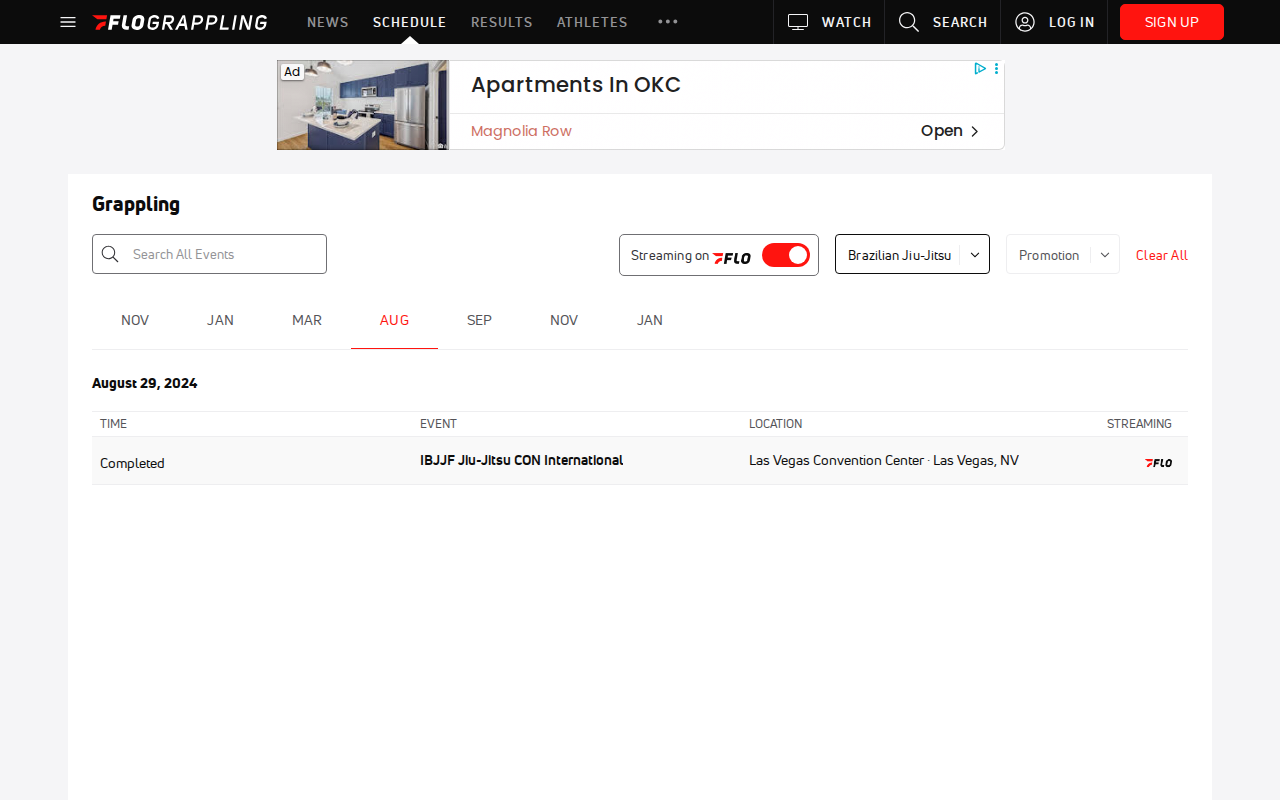 FLOGRAPPLING NEWS SCHEDULE RESULTS ATHLETES WATCH SEARCH LOG IN SIGN UP
Ad
Apartments In OKC
Magnolia Row Open
Grappling
Search All Events Streaming on FLO Brazilian Jiu-Jitsu Promotion Clear All
NOV JAN MAR AUG SEP NOV JAN
August 29, 2024
TIME EVENT LOCATION STREAMING
Completed IBJJF Jiu-Jitsu CON International Las Vegas Convention Center · Las Vegas, NV FLO